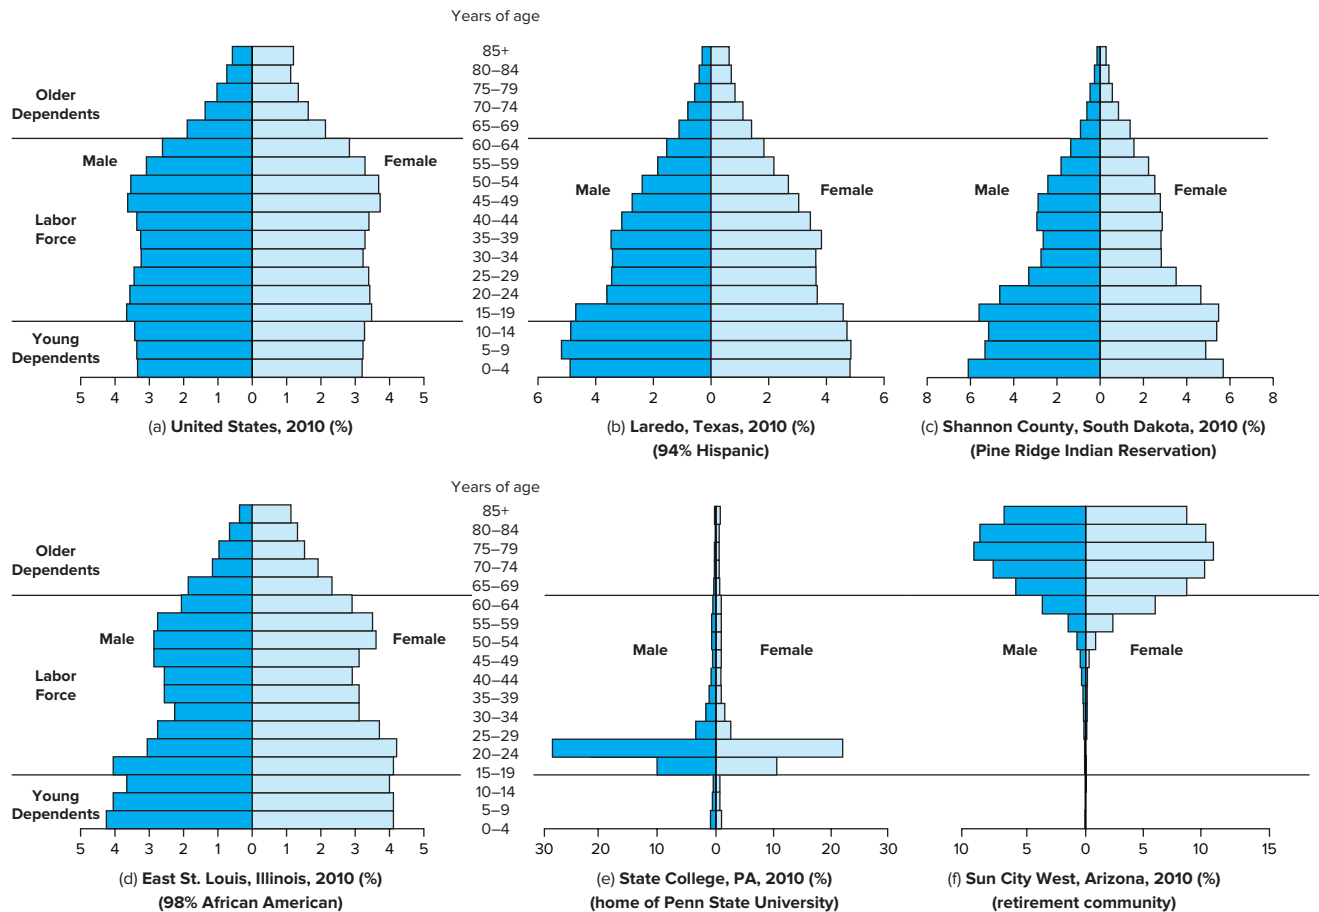 Years of age
85+
80–84
75–79
70–74
65–69
60–64
55–59
50–54
45–49
40–44
35–39
30–34
25–29
20–24
15–19
10–14
5–9
0–4
Older
Dependents
Male
Female
Labor
Force
Young
Dependents
5 4 3 2 1 0 1 2 3 4 5
(a) United States, 2010 (%)
Male
Female
6 4 2 0 2 4 6
(b) Laredo, Texas, 2010 (%)
(94% Hispanic)
Male
Female
8 6 4 2 0 2 4 6 8
(c) Shannon County, South Dakota, 2010 (%)
(Pine Ridge Indian Reservation)
Years of age
85+
80–84
75–79
70–74
65–69
60–64
55–59
50–54
45–49
40–44
35–39
30–34
25–29
20–24
15–19
10–14
5–9
0–4
Older
Dependents
Male
Female
Labor
Force
Young
Dependents
5 4 3 2 1 0 1 2 3 4 5
(d) East St. Louis, Illinois, 2010 (%)
(98% African American)
Male
Female
30 20 10 0 10 20 30
(e) State College, PA, 2010 (%)
(home of Penn State University)
Male
Female
10 5 0 5 10 15
(f) Sun City West, Arizona, 2010 (%)
(retirement community)